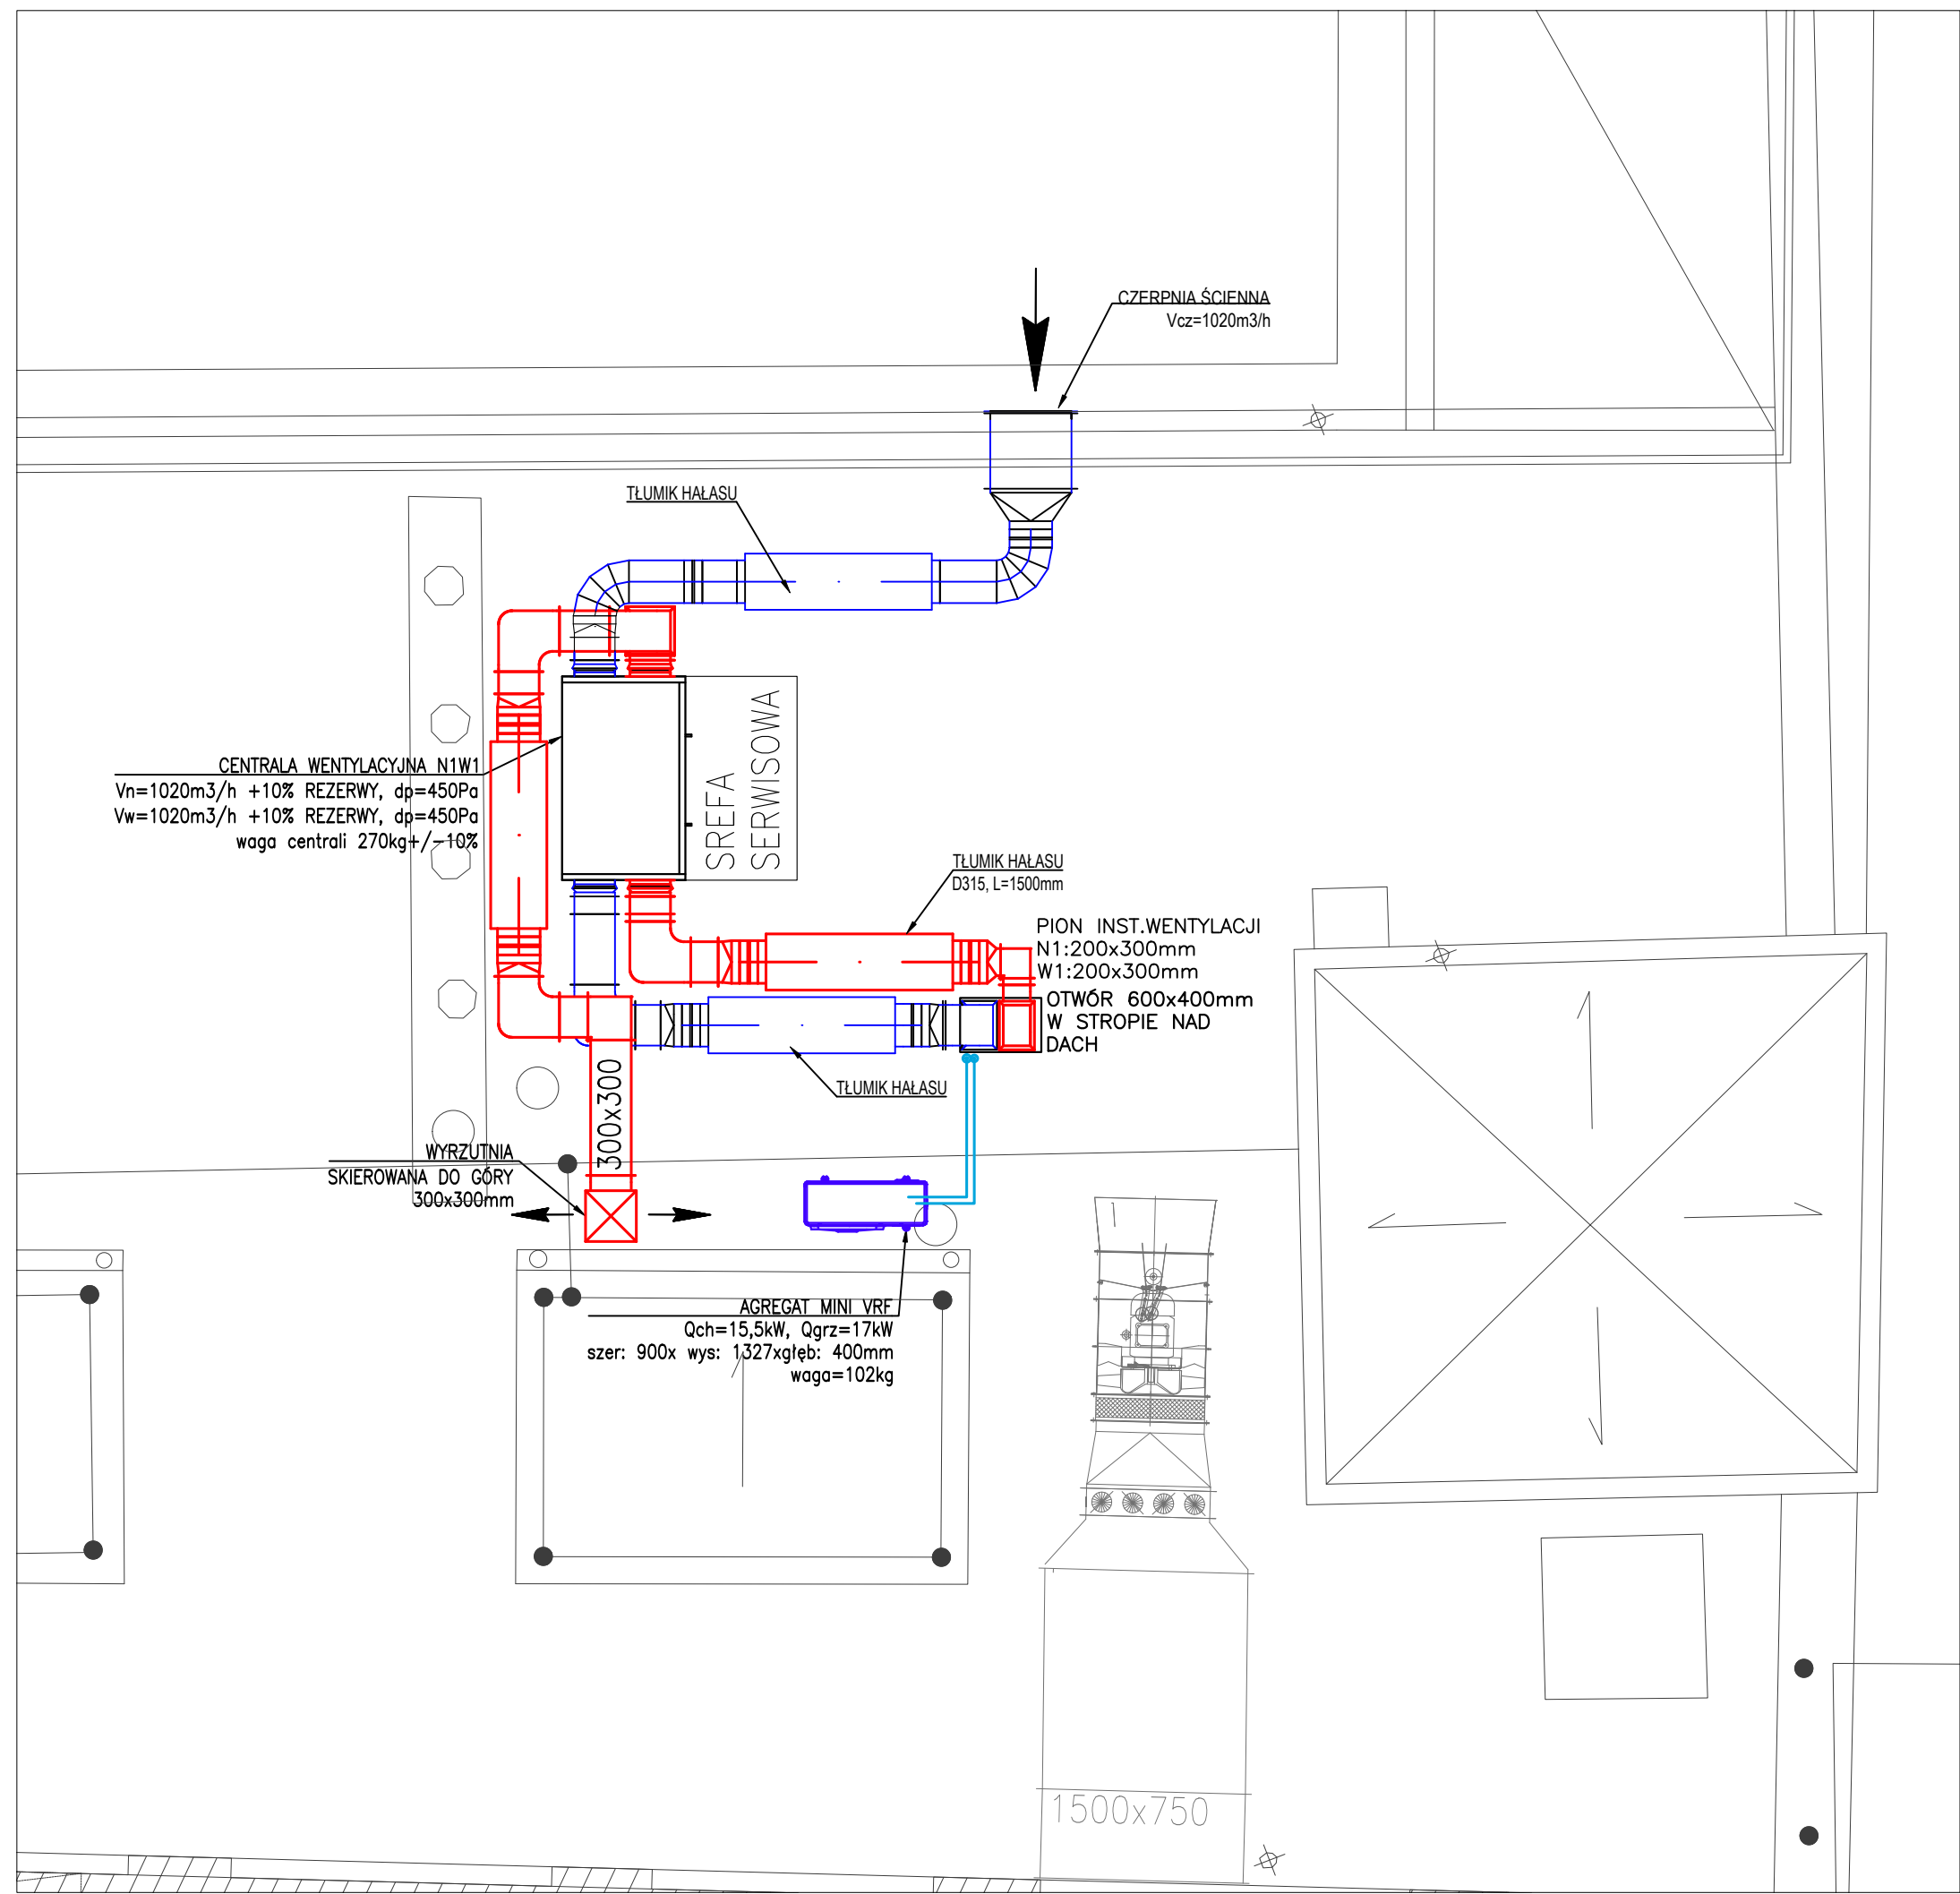 CZERPNIA ŚCIENNA
Vcz=1020m3/h
TŁUMIK HAŁASU
CENTRALA WENTYLACYJNA N1W1
Vn=1020m3/h +10% REZERWY, dp=450Pa
Vw=1020m3/h +10% REZERWY, dp=450Pa
waga centrali 270kg+/-10%
SREFA
SERWISOWA
TŁUMIK HAŁASU
D315, L=1500mm
PION INST.WENTYLACJI
N1:200x300mm
W1:200x300mm
OTWÓR 600x400mm
W STROPIE NAD
DACH
TŁUMIK HAŁASU
300x300
WYRZUTNIA
SKIEROWANA DO GÓRY
300x300mm
AGREGAT MINI VRF
Qch=15,5kW, Qgrz=17kW
szer: 900x wys: 1327xgłęb: 400mm
waga=102kg
1500x750